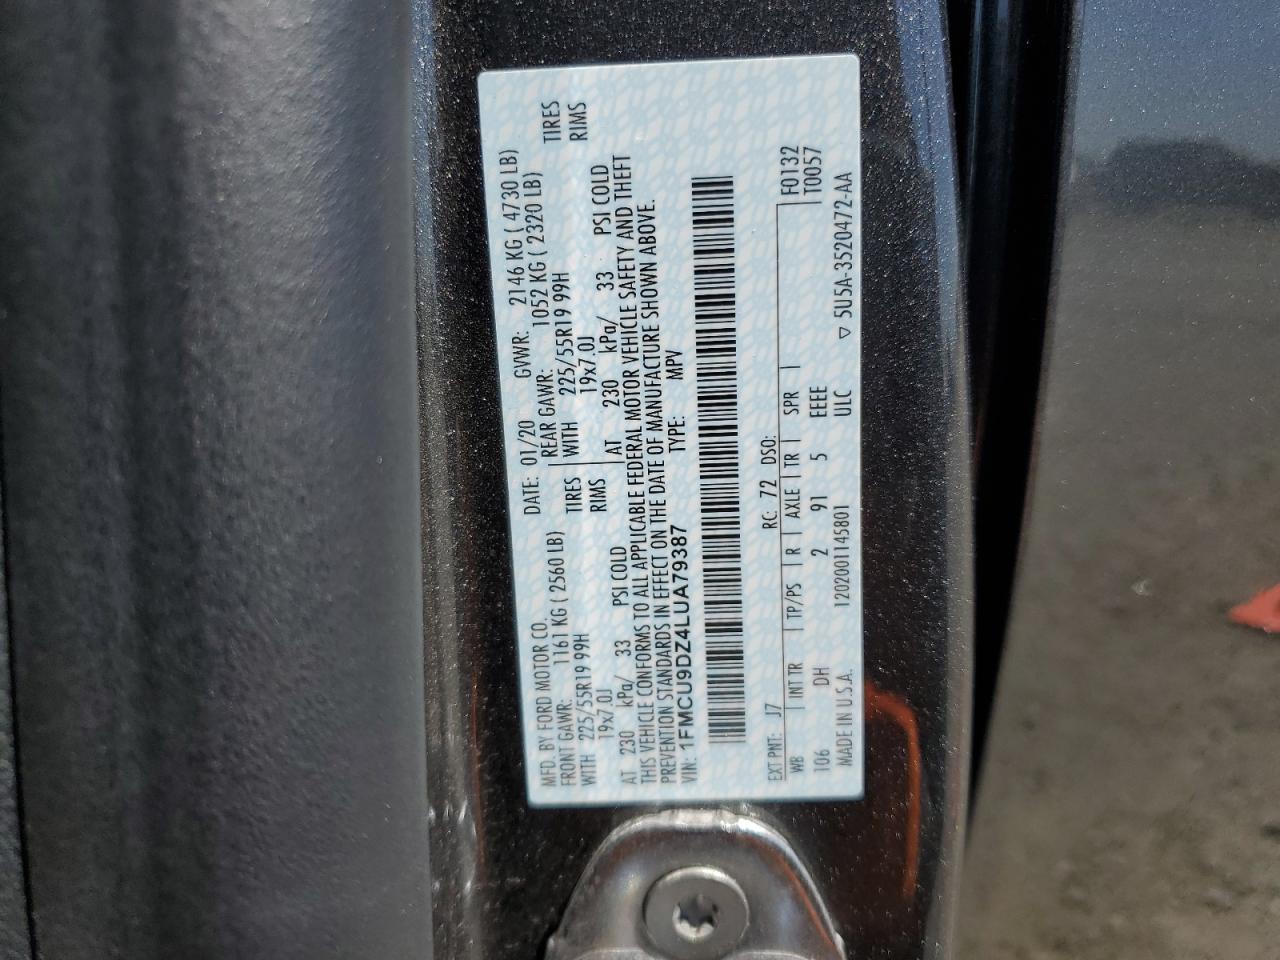 MFD. BY FORD MOTOR CO. DATE: 01/20 GVWR: 2146 KG ( 4730 LB)
FRONT GAWR: 1161 KG ( 2560 LB) REAR GAWR: 1052 KG ( 2320 LB)
WITH 225/55R19 99H TIRES WITH 225/55R19 99H TIRES
19x7.0J RIMS 19x7.0J RIMS
AT 230 kPa/ 33 PSI COLD AT 230 kPa/ 33 PSI COLD
THIS VEHICLE CONFORMS TO ALL APPLICABLE FEDERAL MOTOR VEHICLE SAFETY AND THEFT
PREVENTION STANDARDS IN EFFECT ON THE DATE OF MANUFACTURE SHOWN ABOVE.
VIN: 1FMCU9DZ4LUA79387 TYPE: MPV
EXT PNT: J7 RC: 72 DSO: F0132
WB INT TR TP/PS R AXLE TR SPR T0057
106 DH 2 91 5 EEEE
MADE IN U.S.A. 1202001145801 ULC ▽ 5U5A-3520472-AA